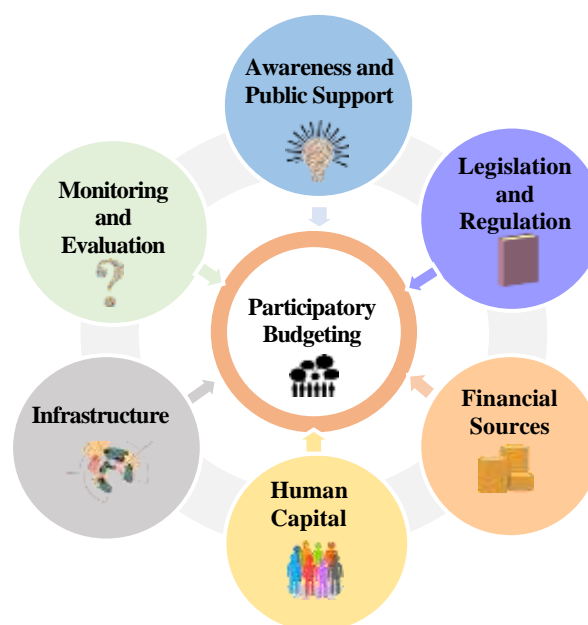 Awareness and
Public Support
Legislation
and
Regulation
Monitoring
and
Evaluation
Participatory
Budgeting
Infrastructure
Financial
Sources
Human
Capital